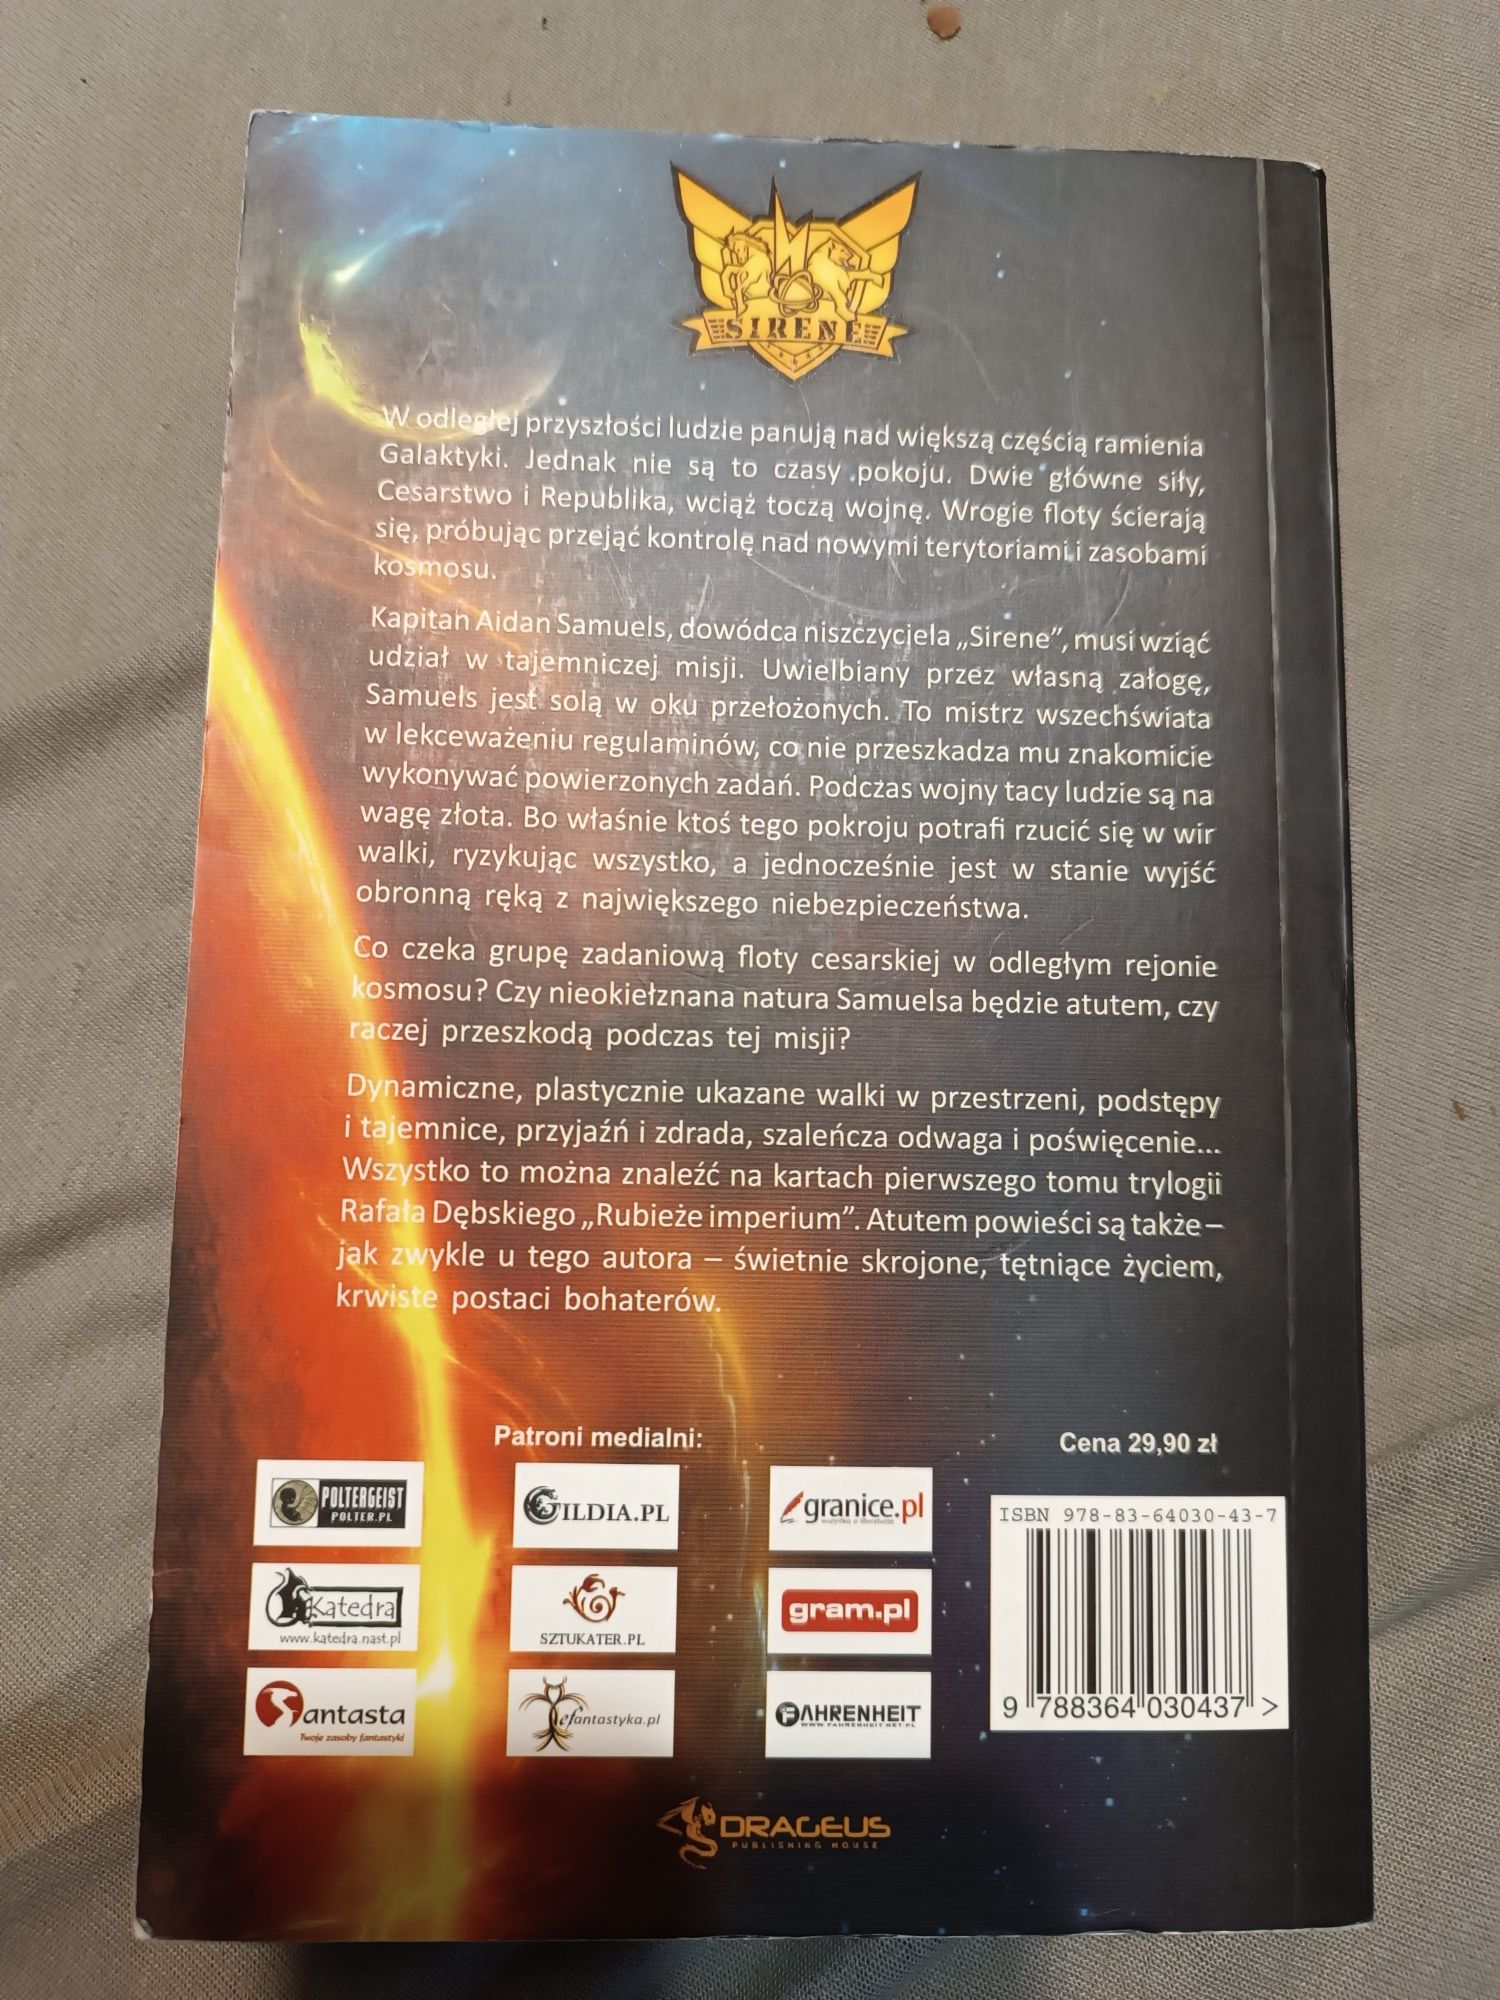 SIRENE
W odległej przyszłości ludzie panują nad większą częścią ramienia
Galaktyki. Jednak nie są to czasy pokoju. Dwie główne siły,
Cesarstwo i Republika, wciąż toczą wojnę. Wrogie floty ścierają
się, próbując przejąć kontrolę nad nowymi terytoriami i zasobami
kosmosu.
Kapitan Aidan Samuels, dowódca niszczyciela „Sirene”, musi wziąć
udział w tajemniczej misji. Uwielbiany przez własną załogę,
Samuels jest solą w oku przełożonych. To mistrz wszechświata
w lekceważeniu regulaminów, co nie przeszkadza mu znakomicie
wykonywać powierzonych zadań. Podczas wojny tacy ludzie są na
wagę złota. Bo właśnie ktoś tego pokroju potrafi rzucić się w wir
walki, ryzykując wszystko, a jednocześnie jest w stanie wyjść
obronną ręką z największego niebezpieczeństwa.
Co czeka grupę zadaniową floty cesarskiej w odległym rejonie
kosmosu? Czy nieokiełznana natura Samuelsa będzie atutem, czy
raczej przeszkodą podczas tej misji?
Dynamiczne, plastycznie ukazane walki w przestrzeni, podstępy
i tajemnice, przyjaźń i zdrada, szaleńcza odwaga i poświęcenie...
Wszystko to można znaleźć na kartach pierwszego tomu trylogii
Rafała Dębskiego „Rubieże imperium”. Atutem powieści są także –
jak zwykle u tego autora – świetnie skrojone, tętniące życiem,
krwiste postaci bohaterów.
Patroni medialni:
Cena 29,90 zł
POLTERGEIST
POLTER.PL
GILDIA.PL
granice.pl
wszystko o literaturze
ISBN 978-83-64030-43-7
Katedra
www.katedra.nast.pl
SZTUKATER.PL
gram.pl
Fantasta
Twoje zasoby fantastyki
efantastyka.pl
FAHRENHEIT
WWW.FAHRENHEIT.NET.PL
9 788364 030437 >
DRAGEUS
PUBLISHING HOUSE